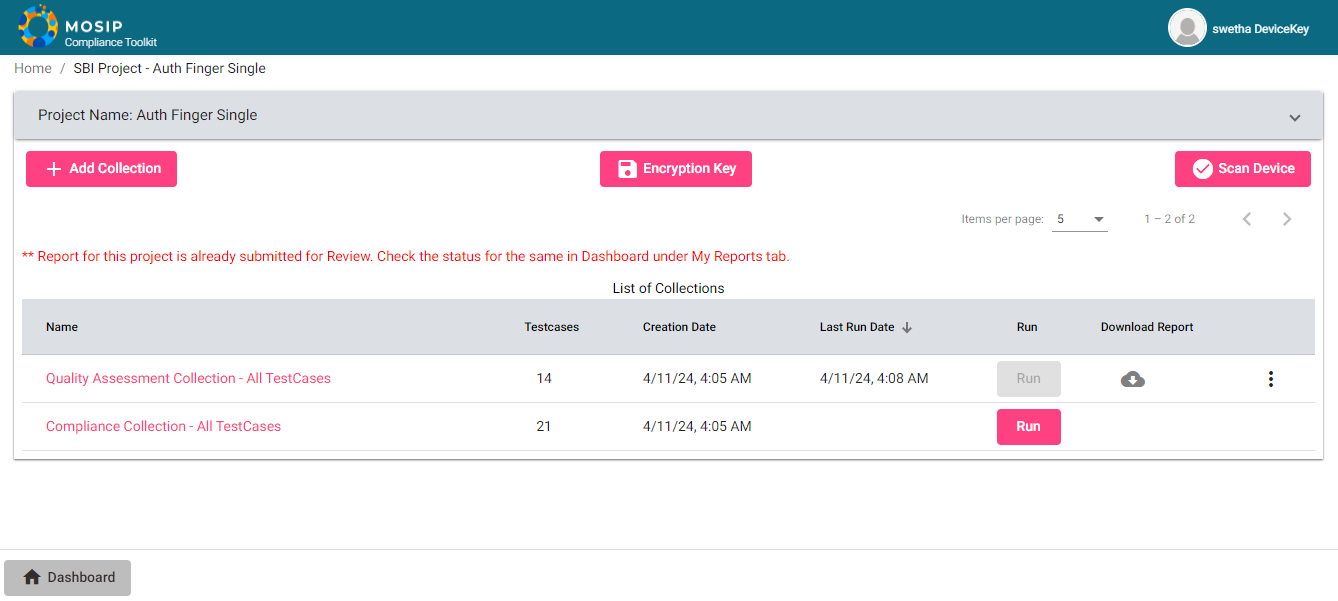 MOSIP
Compliance Toolkit
swetha DeviceKey
Home / SBI Project - Auth Finger Single
Project Name: Auth Finger Single
Add Collection
Encryption Key
Scan Device
Items per page: 5 1 – 2 of 2
** Report for this project is already submitted for Review. Check the status for the same in Dashboard under My Reports tab.
List of Collections
Name Testcases Creation Date Last Run Date Run Download Report
Quality Assessment Collection - All TestCases 14 4/11/24, 4:05 AM 4/11/24, 4:08 AM Run
Compliance Collection - All TestCases 21 4/11/24, 4:05 AM Run
Dashboard